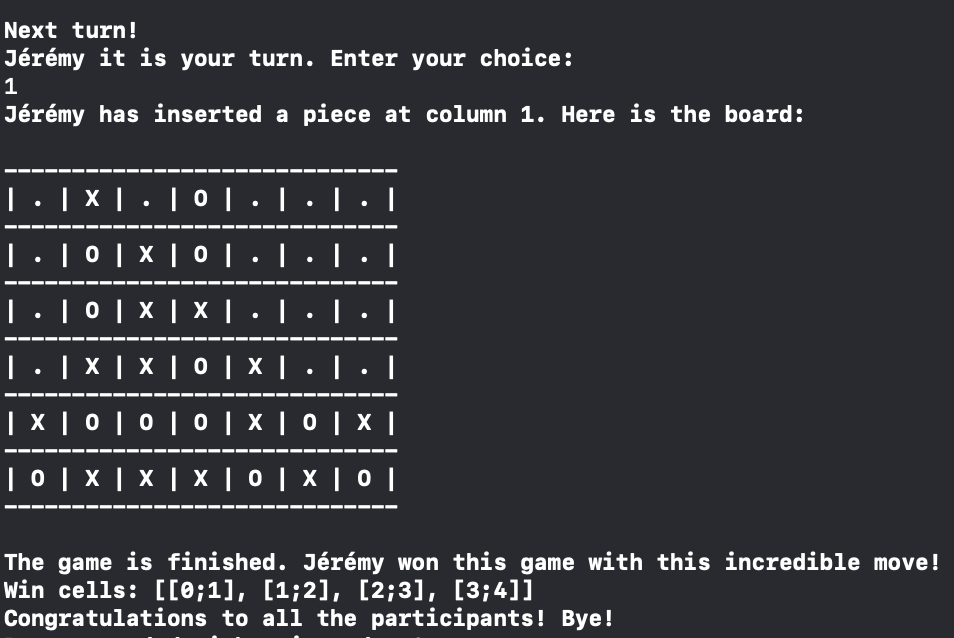 Next turn!
Jérémy it is your turn. Enter your choice:
1
Jérémy has inserted a piece at column 1. Here is the board:
-----------------------------
| . | X | . | O | . | . | . |
-----------------------------
| . | O | X | O | . | . | . |
-----------------------------
| . | O | X | X | . | . | . |
-----------------------------
| . | X | X | O | X | . | . |
-----------------------------
| X | O | O | O | X | O | X |
-----------------------------
| O | X | X | X | O | X | O |
-----------------------------
The game is finished. Jérémy won this game with this incredible move!
Win cells: [[0;1], [1;2], [2;3], [3;4]]
Congratulations to all the participants! Bye!